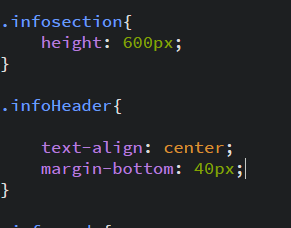 .infosection{
    height: 600px;
}
.infoHeader{
    text-align: center;
    margin-bottom: 40px;
}